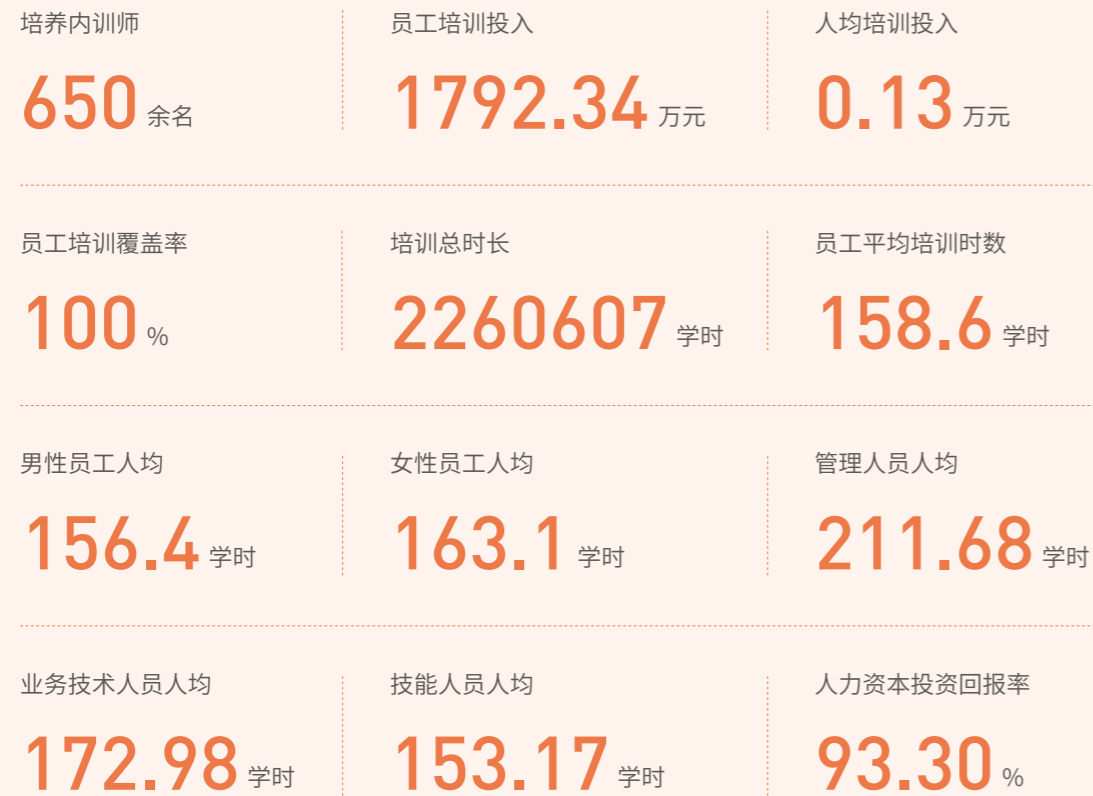 培养内训师
650 余名
员工培训投入
1792.34 万元
人均培训投入
0.13 万元
员工培训覆盖率
100 %
培训总时长
2260607 学时
员工平均培训时数
158.6 学时
男性员工人均
156.4 学时
女性员工人均
163.1 学时
管理人员人均
211.68 学时
业务技术人员人均
172.98 学时
技能人员人均
153.17 学时
人力资本投资回报率
93.30 %